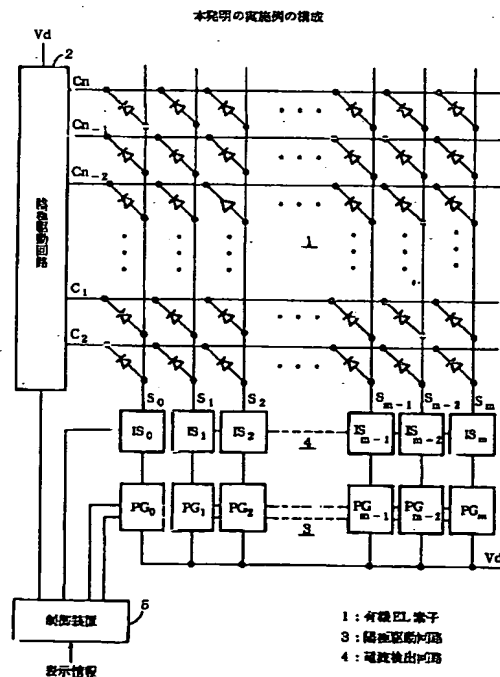 本発明の実施例の構成
Vd
2
Cn
Cn-1
Cn-2
陰極駆動回路
1
C1
C2
S0 S1 S2 Sm-1 Sm-2 Sm
IS0 IS1 IS2 4 ISm-1 ISm-2 ISm
PG0 PG1 PG2 3 PGm-1 PGm-2 PGm
Vd
制御装置 5
表示情報
1：有機EL素子
3：陽極駆動回路
4：電流検出回路